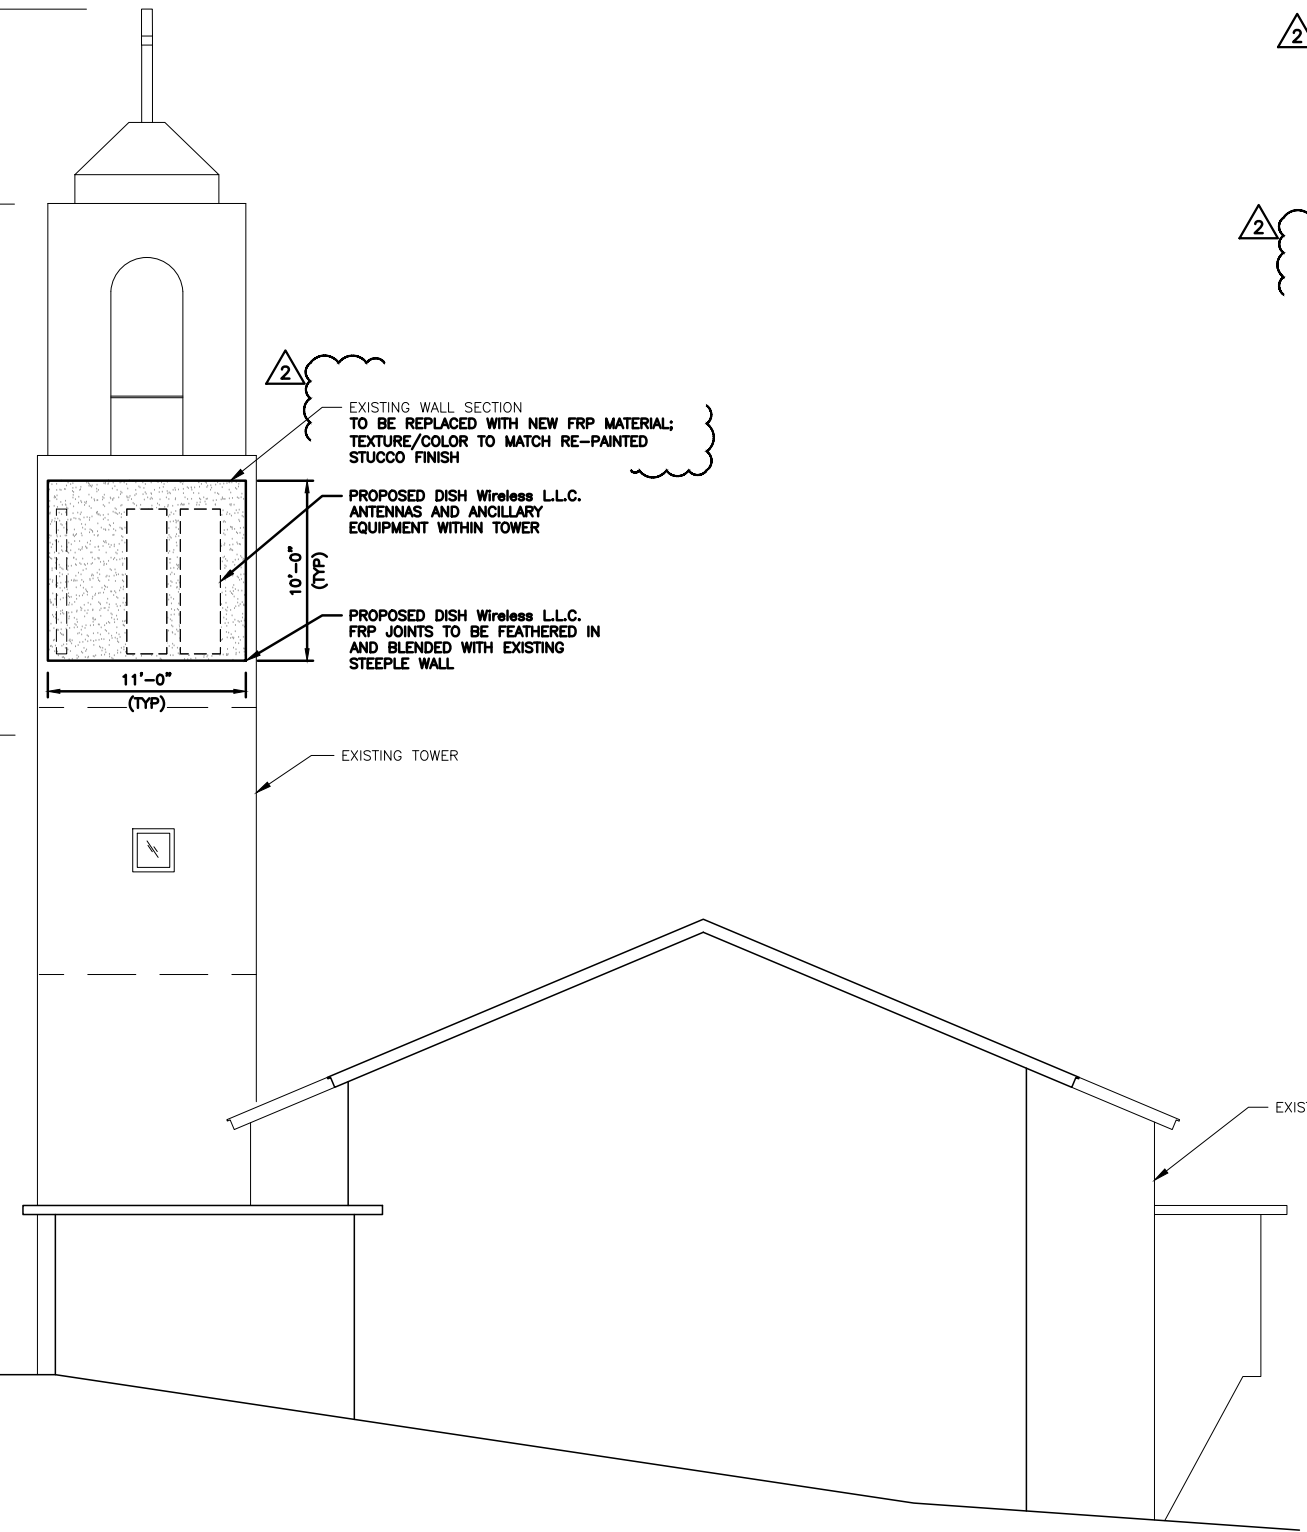 2
2
2
EXISTING WALL SECTION
TO BE REPLACED WITH NEW FRP MATERIAL;
TEXTURE/COLOR TO MATCH RE-PAINTED
STUCCO FINISH
PROPOSED DISH Wireless L.L.C.
ANTENNAS AND ANCILLARY
EQUIPMENT WITHIN TOWER
10'-0"
(TYP)
PROPOSED DISH Wireless L.L.C.
FRP JOINTS TO BE FEATHERED IN
AND BLENDED WITH EXISTING
STEEPLE WALL
11'-0"
(TYP)
EXISTING TOWER